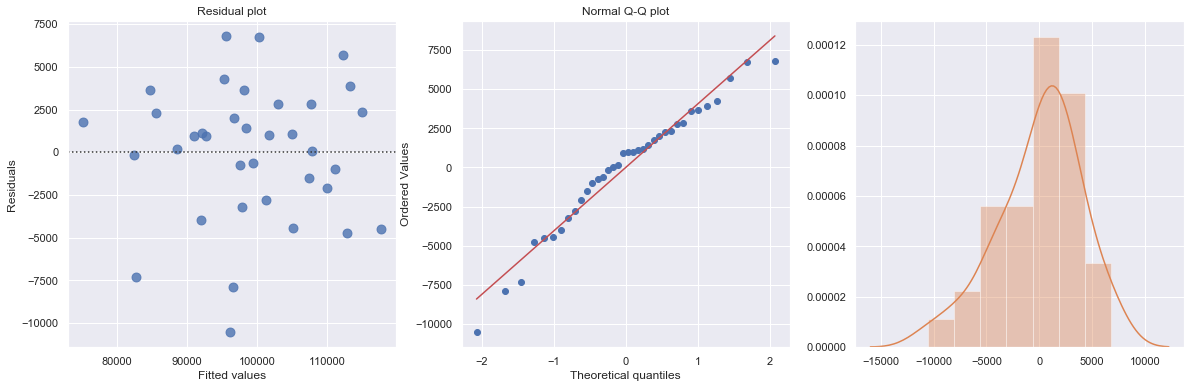 Residual plot
7500
5000
2500
0
−2500
−5000
−7500
−10000
Residuals
80000 90000 100000 110000
Fitted values
Normal Q-Q plot
7500
5000
2500
0
−2500
−5000
−7500
−10000
Ordered Values
−2 −1 0 1 2
Theoretical quantiles
0.00012
0.00010
0.00008
0.00006
0.00004
0.00002
0.00000
−15000 −10000 −5000 0 5000 10000